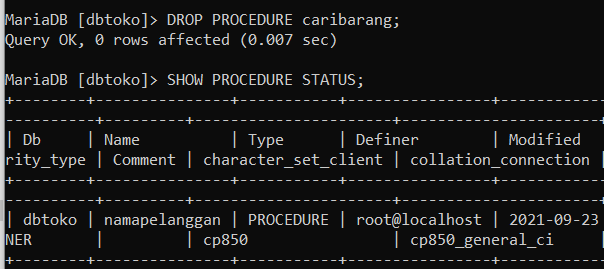 MariaDB [dbtoko]> DROP PROCEDURE caribarang;
Query OK, 0 rows affected (0.007 sec)
MariaDB [dbtoko]> SHOW PROCEDURE STATUS;
+--------+---------------+-----------+----------------+-----------
| Db     | Name          | Type      | Definer        | Modified
rity_type | Comment | character_set_client | collation_connection |
+--------+---------------+-----------+----------------+-----------
| dbtoko | namapelanggan | PROCEDURE | root@localhost | 2021-09-23
NER       |         | cp850                | cp850_general_ci
+--------+---------------+-----------+----------------+-----------